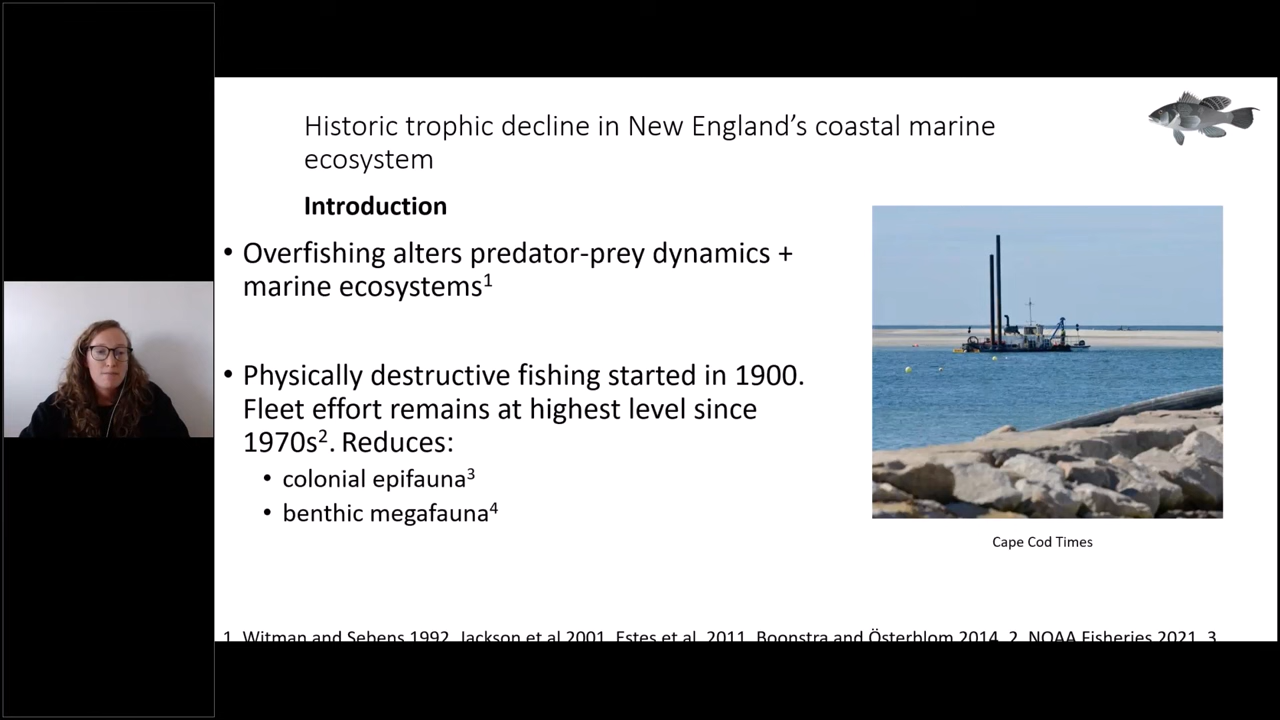 Historic trophic decline in New England’s coastal marine
ecosystem
Introduction
• Overfishing alters predator-prey dynamics +
marine ecosystems¹
• Physically destructive fishing started in 1900.
Fleet effort remains at highest level since
1970s². Reduces:
• colonial epifauna³
• benthic megafauna⁴
Cape Cod Times
1. Witman and Sebens 1992, Jackson et al 2001, Estes et al. 2011, Boonstra and Österblom 2014, 2. NOAA Fisheries 2021, 3.